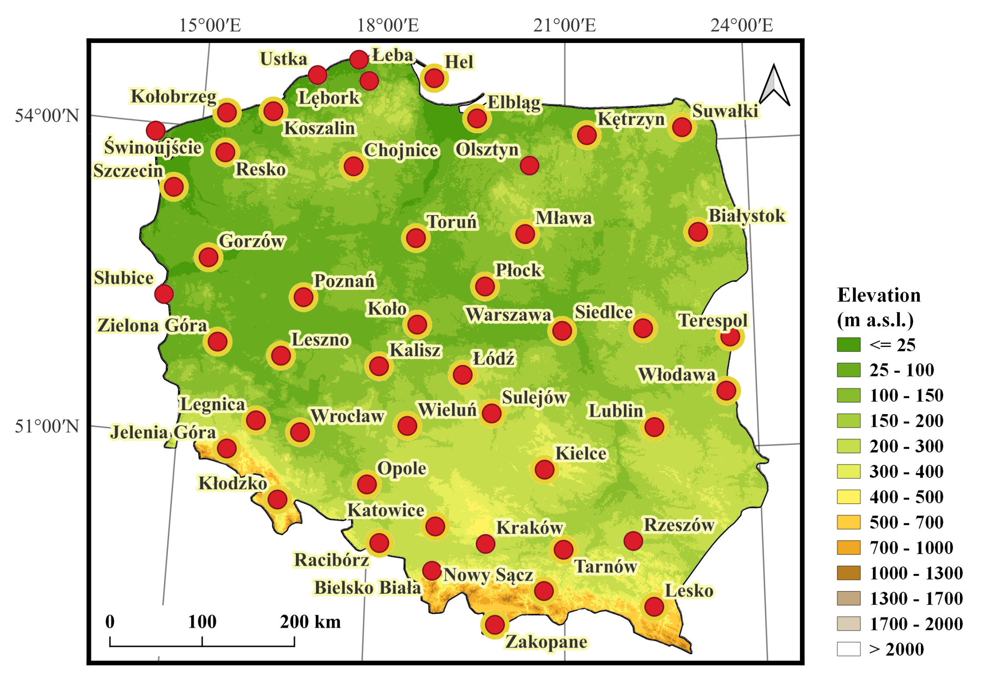 15°00′E 18°00′E 21°00′E 24°00′E
Ustka
Łeba
Hel
Kołobrzeg
Lębork
Elbląg
Suwałki
54°00′N
Koszalin
Kętrzyn
Świnoujście
Chojnice
Olsztyn
Szczecin
Resko
Toruń
Mława
Białystok
Gorzów
Słubice
Poznań
Płock
Koło
Warszawa
Siedlce
Terespol
Zielona Góra
Leszno
Kalisz
Łódź
Włodawa
Legnica
Wrocław
Wieluń
Sulejów
Lublin
51°00′N
Jelenia Góra
Kielce
Opole
Kłodzko
Katowice
Kraków
Rzeszów
Racibórz
Tarnów
Nowy Sącz
Bielsko Biała
Lesko
Zakopane
0 100 200 km
Elevation
(m a.s.l.)
<= 25
25 - 100
100 - 150
150 - 200
200 - 300
300 - 400
400 - 500
500 - 700
700 - 1000
1000 - 1300
1300 - 1700
1700 - 2000
> 2000